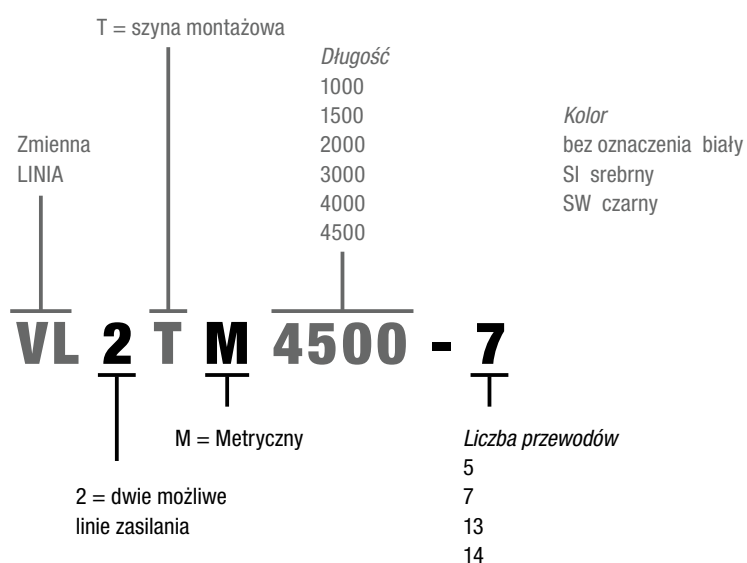 T = szyna montażowa
Długość
1000
1500
2000
3000
4000
4500
Zmienna
LINIA
Kolor
bez oznaczenia biały
SI srebrny
SW czarny
VL 2 T M 4500 - 7
M = Metryczny
2 = dwie możliwe
linie zasilania
Liczba przewodów
5
7
13
14